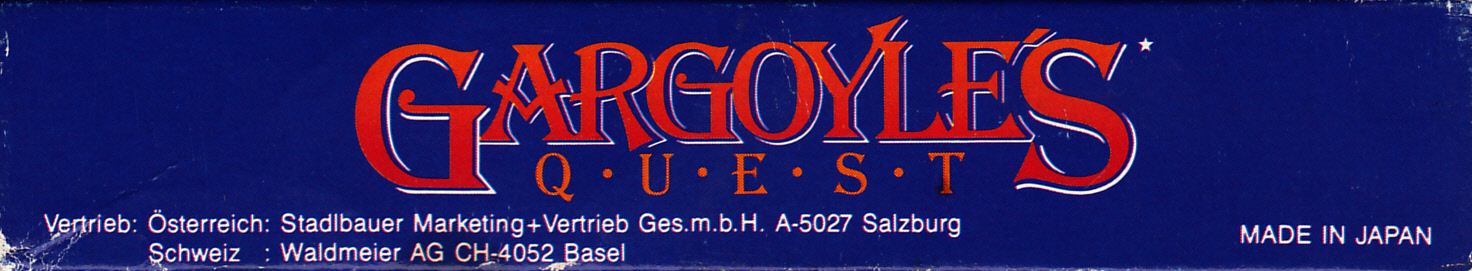 GARGOYLE'S*
Q·U·E·S·T
Vertrieb: Österreich: Stadlbauer Marketing+Vertrieb Ges.m.b.H. A-5027 Salzburg
Schweiz : Waldmeier AG CH-4052 Basel
MADE IN JAPAN